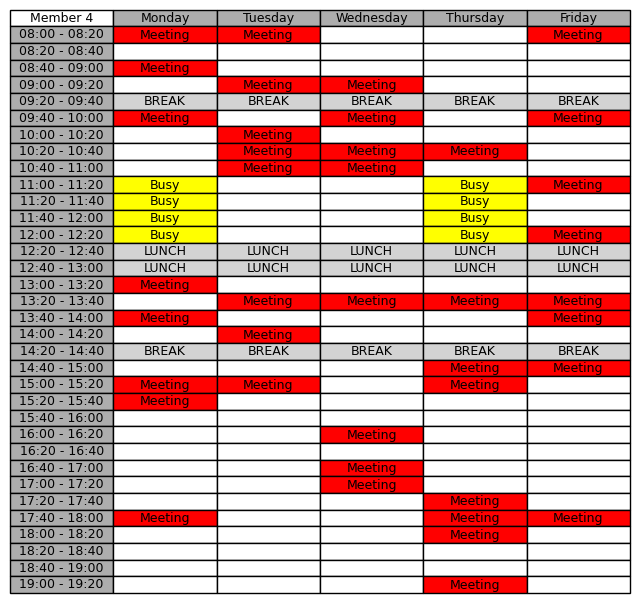 Member 4 Monday Tuesday Wednesday Thursday Friday
08:00 - 08:20 Meeting Meeting Meeting
08:20 - 08:40
08:40 - 09:00 Meeting
09:00 - 09:20 Meeting Meeting
09:20 - 09:40 BREAK BREAK BREAK BREAK BREAK
09:40 - 10:00 Meeting Meeting Meeting
10:00 - 10:20 Meeting
10:20 - 10:40 Meeting Meeting Meeting
10:40 - 11:00 Meeting Meeting
11:00 - 11:20 Busy Busy Meeting
11:20 - 11:40 Busy Busy
11:40 - 12:00 Busy Busy
12:00 - 12:20 Busy Busy Meeting
12:20 - 12:40 LUNCH LUNCH LUNCH LUNCH LUNCH
12:40 - 13:00 LUNCH LUNCH LUNCH LUNCH LUNCH
13:00 - 13:20 Meeting
13:20 - 13:40 Meeting Meeting Meeting Meeting
13:40 - 14:00 Meeting Meeting
14:00 - 14:20 Meeting
14:20 - 14:40 BREAK BREAK BREAK BREAK BREAK
14:40 - 15:00 Meeting Meeting
15:00 - 15:20 Meeting Meeting Meeting
15:20 - 15:40 Meeting
15:40 - 16:00
16:00 - 16:20 Meeting
16:20 - 16:40
16:40 - 17:00 Meeting
17:00 - 17:20 Meeting
17:20 - 17:40 Meeting
17:40 - 18:00 Meeting Meeting Meeting
18:00 - 18:20 Meeting
18:20 - 18:40
18:40 - 19:00
19:00 - 19:20 Meeting